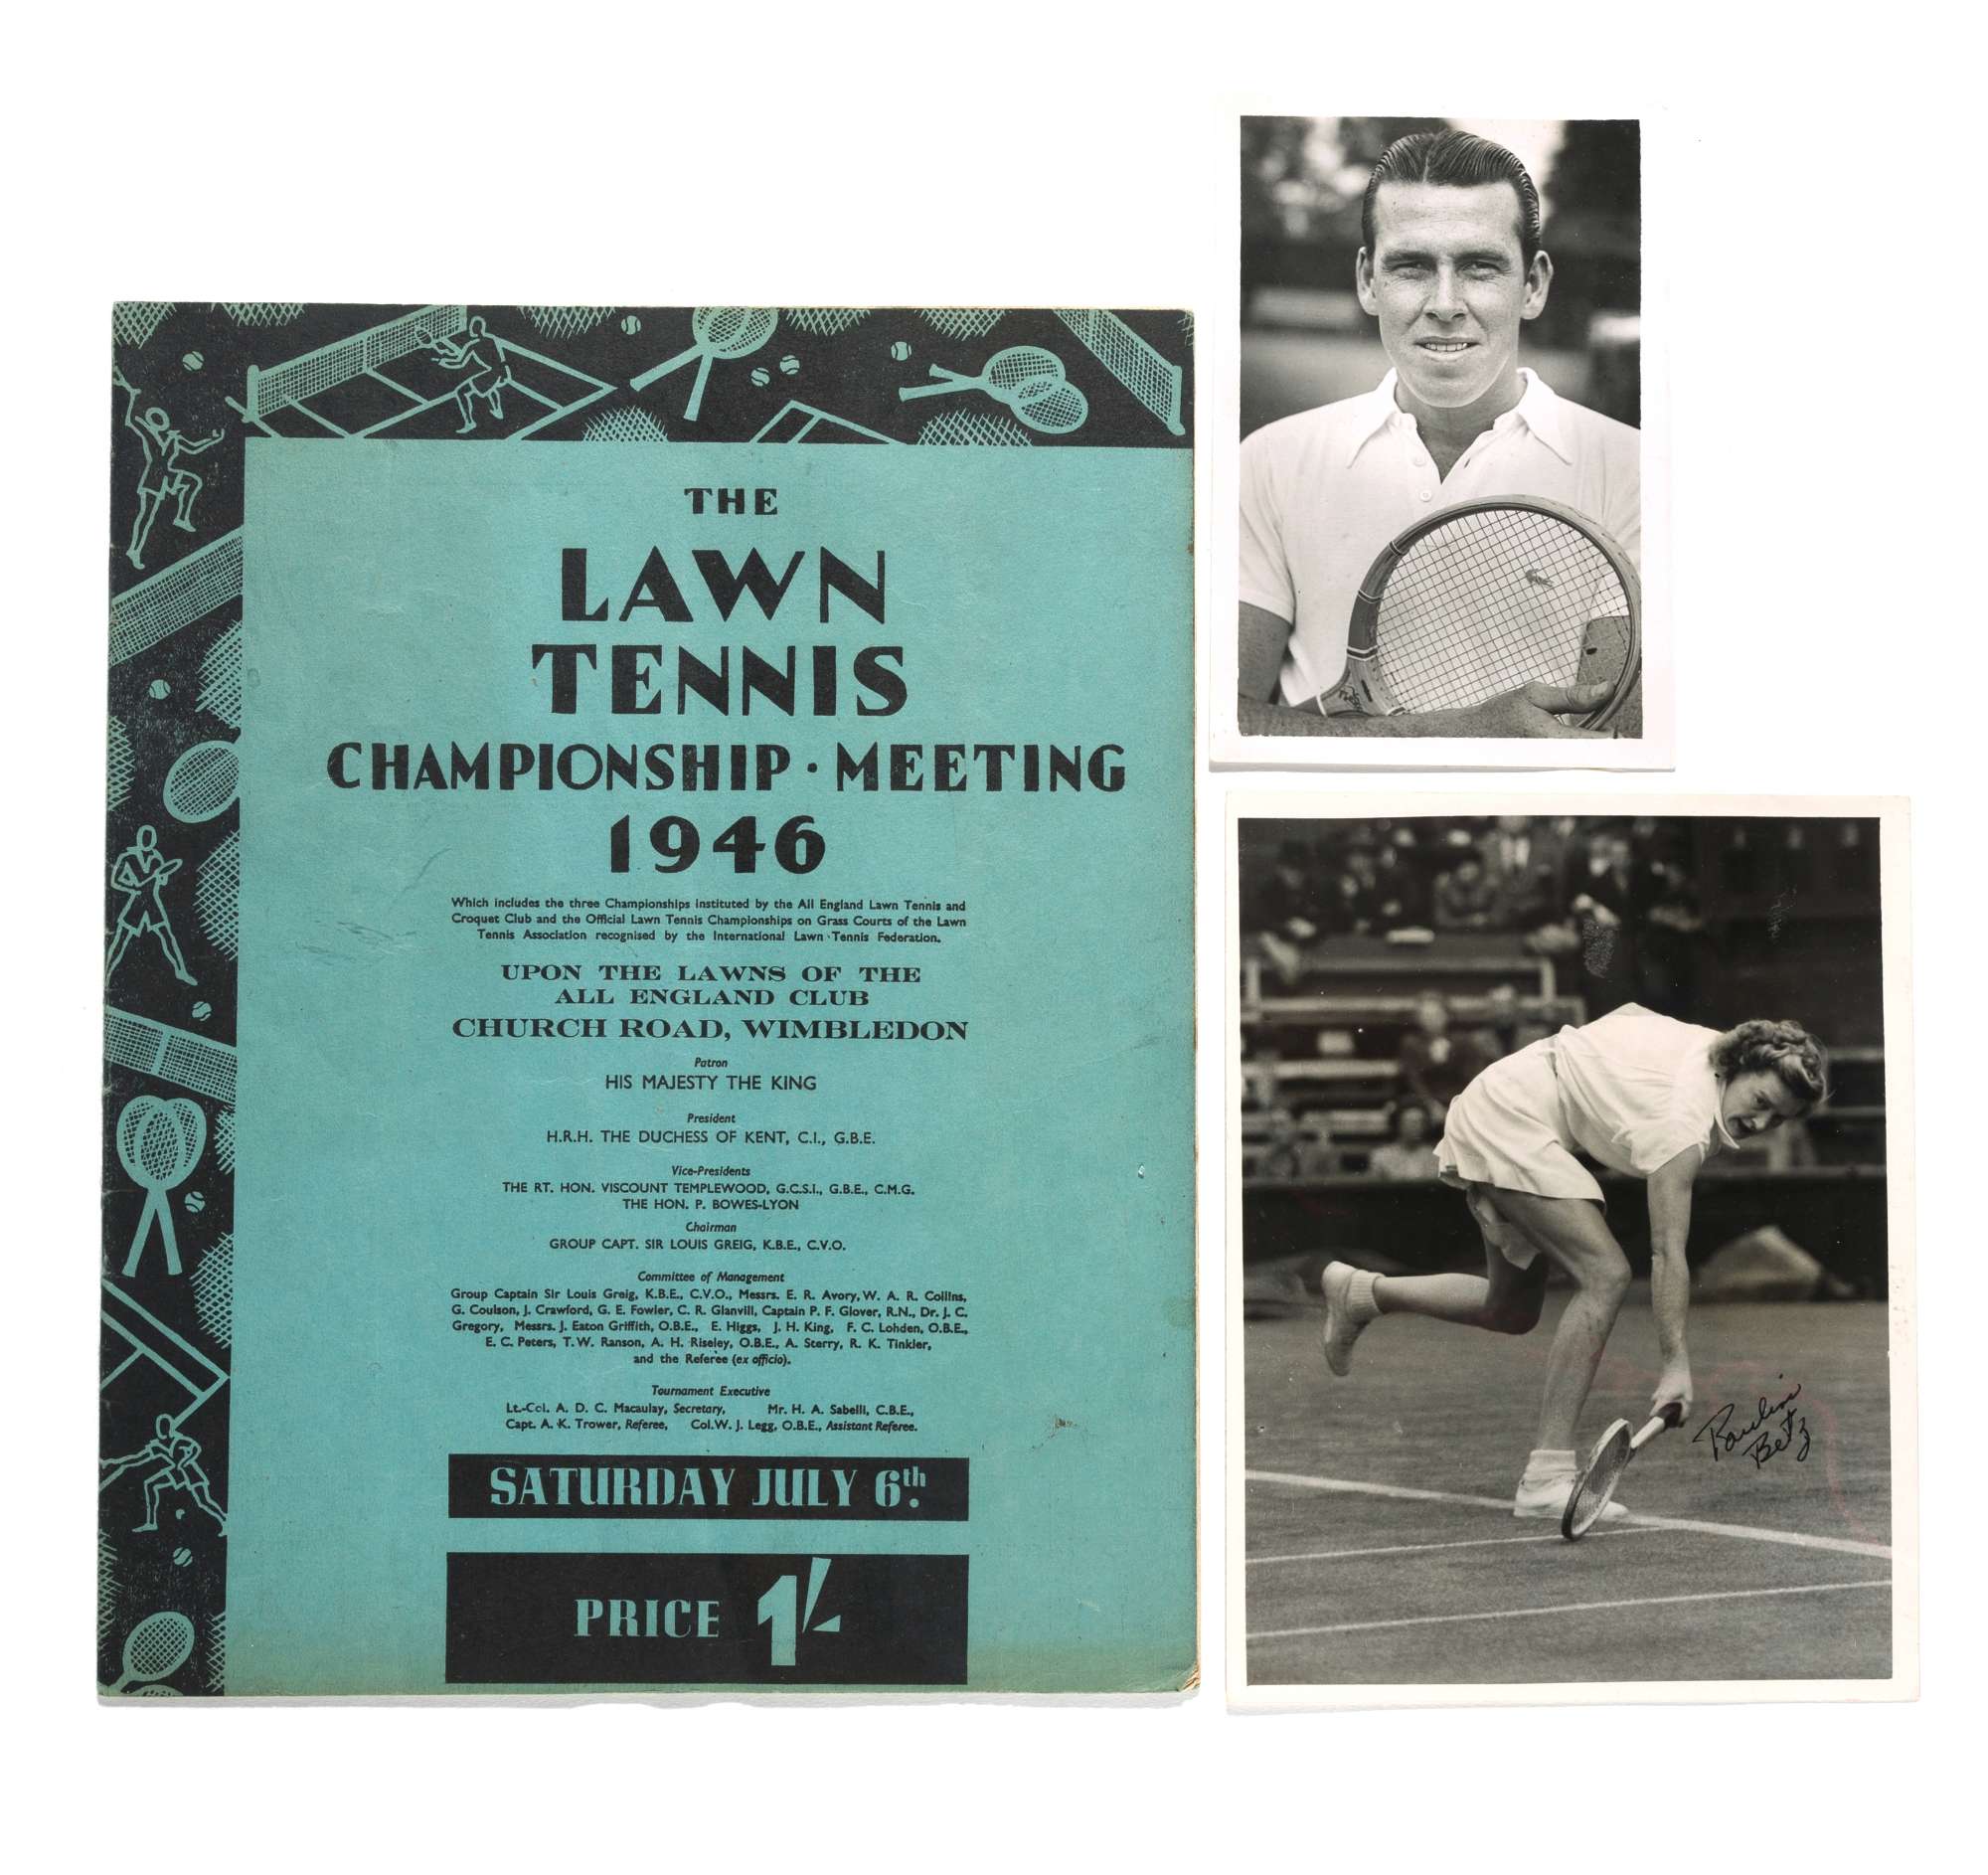 THE
LAWN
TENNIS
CHAMPIONSHIP · MEETING
1946
Which includes the three Championships instituted by the All England Lawn Tennis and
Croquet Club and the Official Lawn Tennis Championships on Grass Courts of the Lawn
Tennis Association recognised by the International Lawn Tennis Federation.
UPON THE LAWNS OF THE
ALL ENGLAND CLUB
CHURCH ROAD, WIMBLEDON
Patron
HIS MAJESTY THE KING
President
H.R.H. THE DUCHESS OF KENT, C.I., G.B.E.
Vice-Presidents
THE RT. HON. VISCOUNT TEMPLEWOOD, G.C.S.I., G.B.E., C.M.G.
THE HON. P. BOWES-LYON
Chairman
GROUP CAPT. SIR LOUIS GREIG, K.B.E., C.V.O.
Committee of Management
Group Captain Sir Louis Greig, K.B.E., C.V.O., Messrs. E. R. Avory, W. A. R. Collins,
G. Coulson, J. Crawford, G. E. Fowler, C. R. Glanvill, Captain P. F. Glover, R.N., Dr. J. C.
Gregory, Messrs. J. Eaton Griffith, O.B.E., E. Higgs, J. H. King, F. C. Lohden, O.B.E.,
E. C. Peters, T. W. Ranson, A. H. Riseley, O.B.E., A. Sterry, R. K. Tinkler,
and the Referee (ex officio).
Tournament Executive
Lt.-Col. A. D. C. Macaulay, Secretary, Mr. H. A. Sabelli, C.B.E.,
Capt. A. K. Trower, Referee, Col. W. J. Legg, O.B.E., Assistant Referee.
SATURDAY JULY 6th.
PRICE 1/-
Pauline
Betz